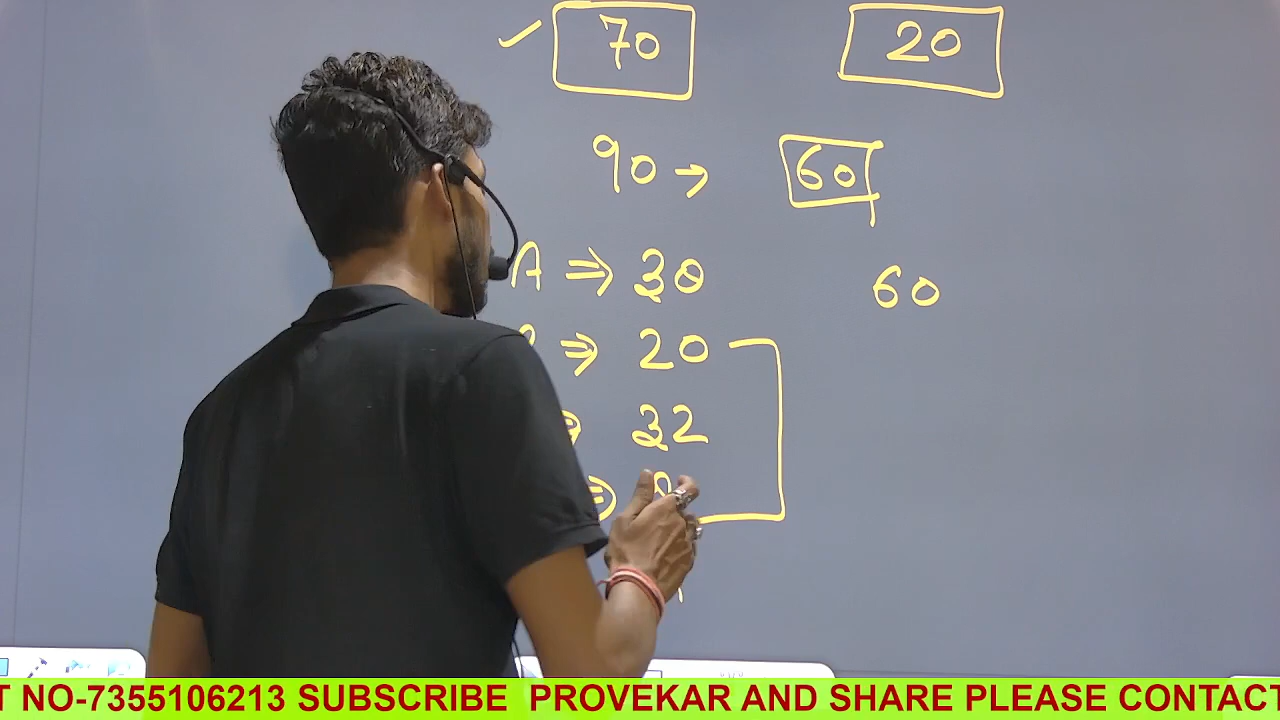 ✓ 70 20
90 → 60
A ⇒ 30 60
⇒ 20
32
T NO-7355106213 SUBSCRIBE PROVEKAR AND SHARE PLEASE CONTACT